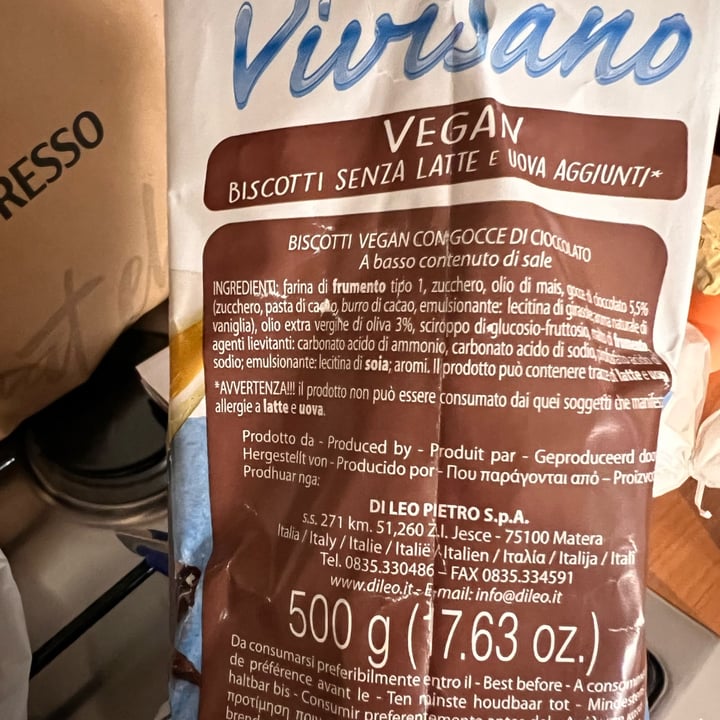 ViviSano
RESSO
VEGAN
BISCOTTI SENZA LATTE E UOVA AGGIUNTI*
BISCOTTI VEGAN CON GOCCE DI CIOCCOLATO
A basso contenuto di sale
INGREDIENTI: farina di frumento tipo 1, zucchero, olio di mais, gocce di cioccolato 5,5%
(zucchero, pasta di cacao, burro di cacao, emulsionante: lecitina di girasole, aroma naturale di
vaniglia), olio extra vergine di oliva 3%, sciroppo di glucosio-fruttosio, malto di frumento,
agenti lievitanti: carbonato acido di ammonio, carbonato acido di sodio,
sodio; emulsionante: lecitina di soia; aromi. Il prodotto può contenere tracce di latte e uova
*AVVERTENZA!!! il prodotto non può essere consumato dai quei soggetti che
allergie a latte e uova.
Prodotto da - Produced by - Produit par - Geproduceerd door
Hergestellt von - Producido por - Που παράγονται από –
Prodhuar nga:
DI LEO PIETRO S.p.A.
s.s. 271 km. 51,260 Z.I. Jesce - 75100 Matera
Italia / Italy / Italie / Italië / Italien / Ιταλία / Italija / Itali
Tel. 0835.330486 - FAX 0835.334591
www.dileo.it - E-mail: info@dileo.it
500 g (17.63 oz.)
Da consumarsi preferibilmente entro il - Best before - A
de préférence avant le - Ten minste houdbaar tot -
haltbar bis - Consumir preferentemente antes
προτίμηση